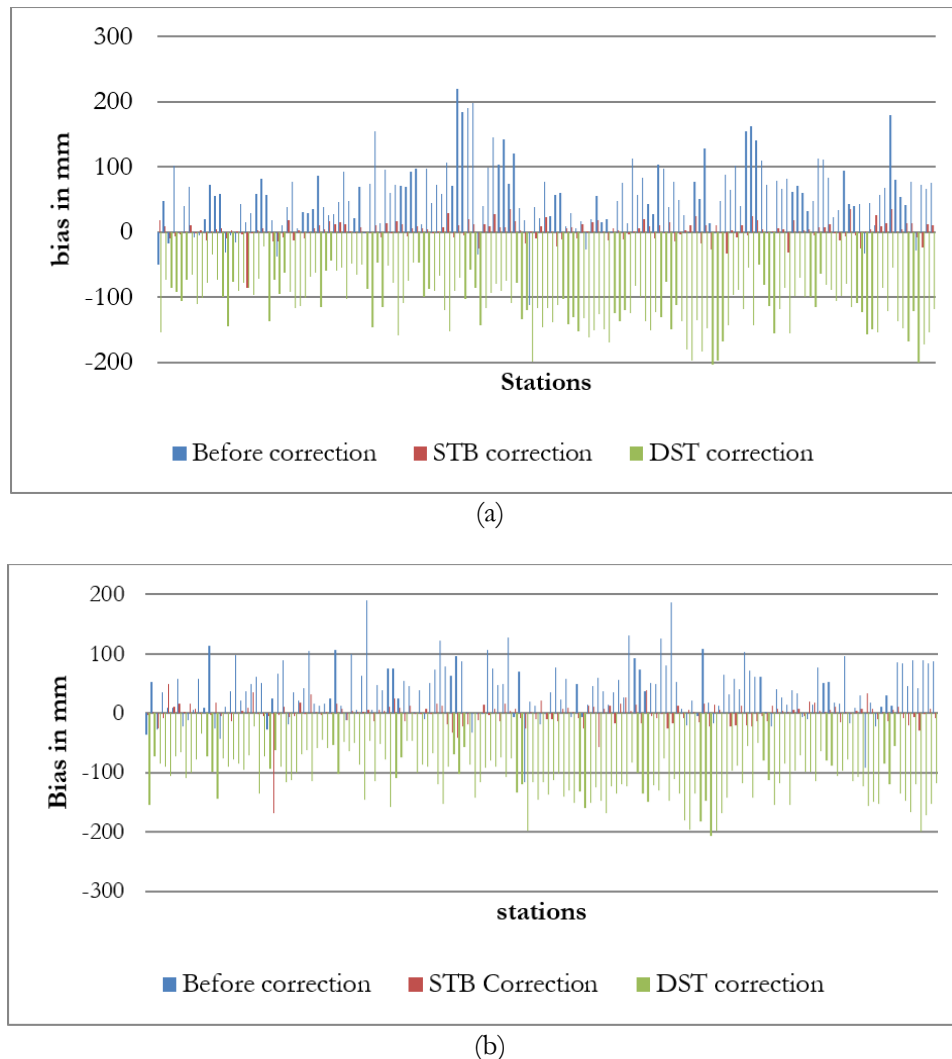 300
200
100
0
-100
-200
bias in mm
Stations
Before correction STB correction DST correction
(a)
200
100
0
-100
-200
-300
Bias in mm
stations
Before correction STB Correction DST correction
(b)